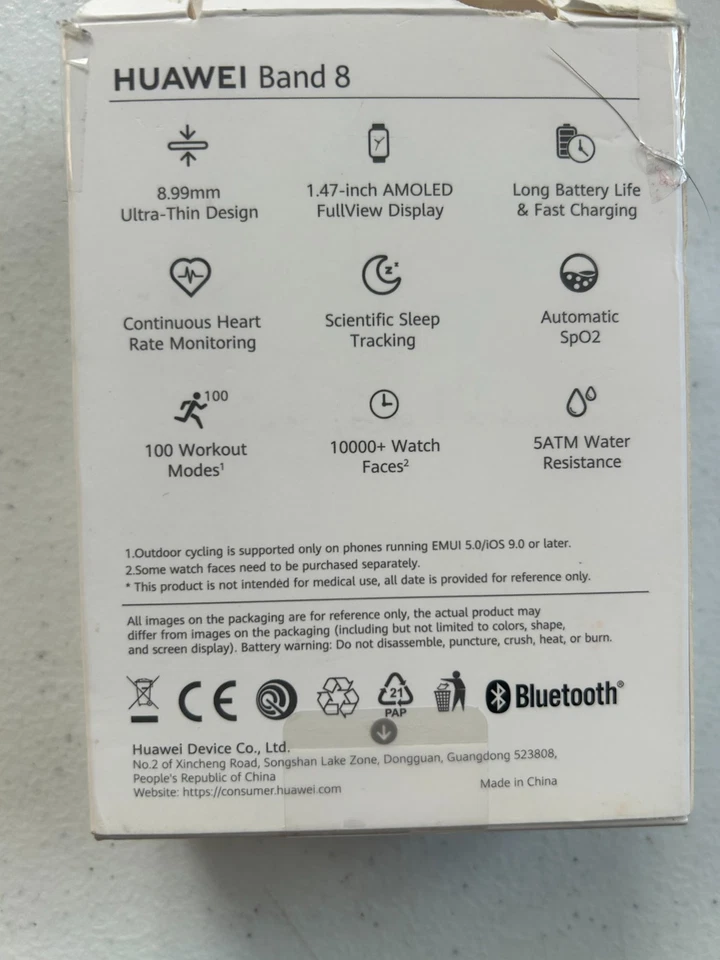 HUAWEI Band 8
8.99mm
Ultra-Thin Design
1.47-inch AMOLED
FullView Display
Long Battery Life
& Fast Charging
Continuous Heart
Rate Monitoring
Scientific Sleep
Tracking
Automatic
SpO2
100
100 Workout
Modes¹
10000+ Watch
Faces²
5ATM Water
Resistance
1.Outdoor cycling is supported only on phones running EMUI 5.0/iOS 9.0 or later.
2.Some watch faces need to be purchased separately.
* This product is not intended for medical use, all date is provided for reference only.
All images on the packaging are for reference only, the actual product may
differ from images on the packaging (including but not limited to colors, shape,
and screen display). Battery warning: Do not disassemble, puncture, crush, heat, or burn.
CE
21
PAP
Bluetooth®
Huawei Device Co., Ltd.
No.2 of Xincheng Road, Songshan Lake Zone, Dongguan, Guangdong 523808,
People's Republic of China
Website: https://consumer.huawei.com
Made in China